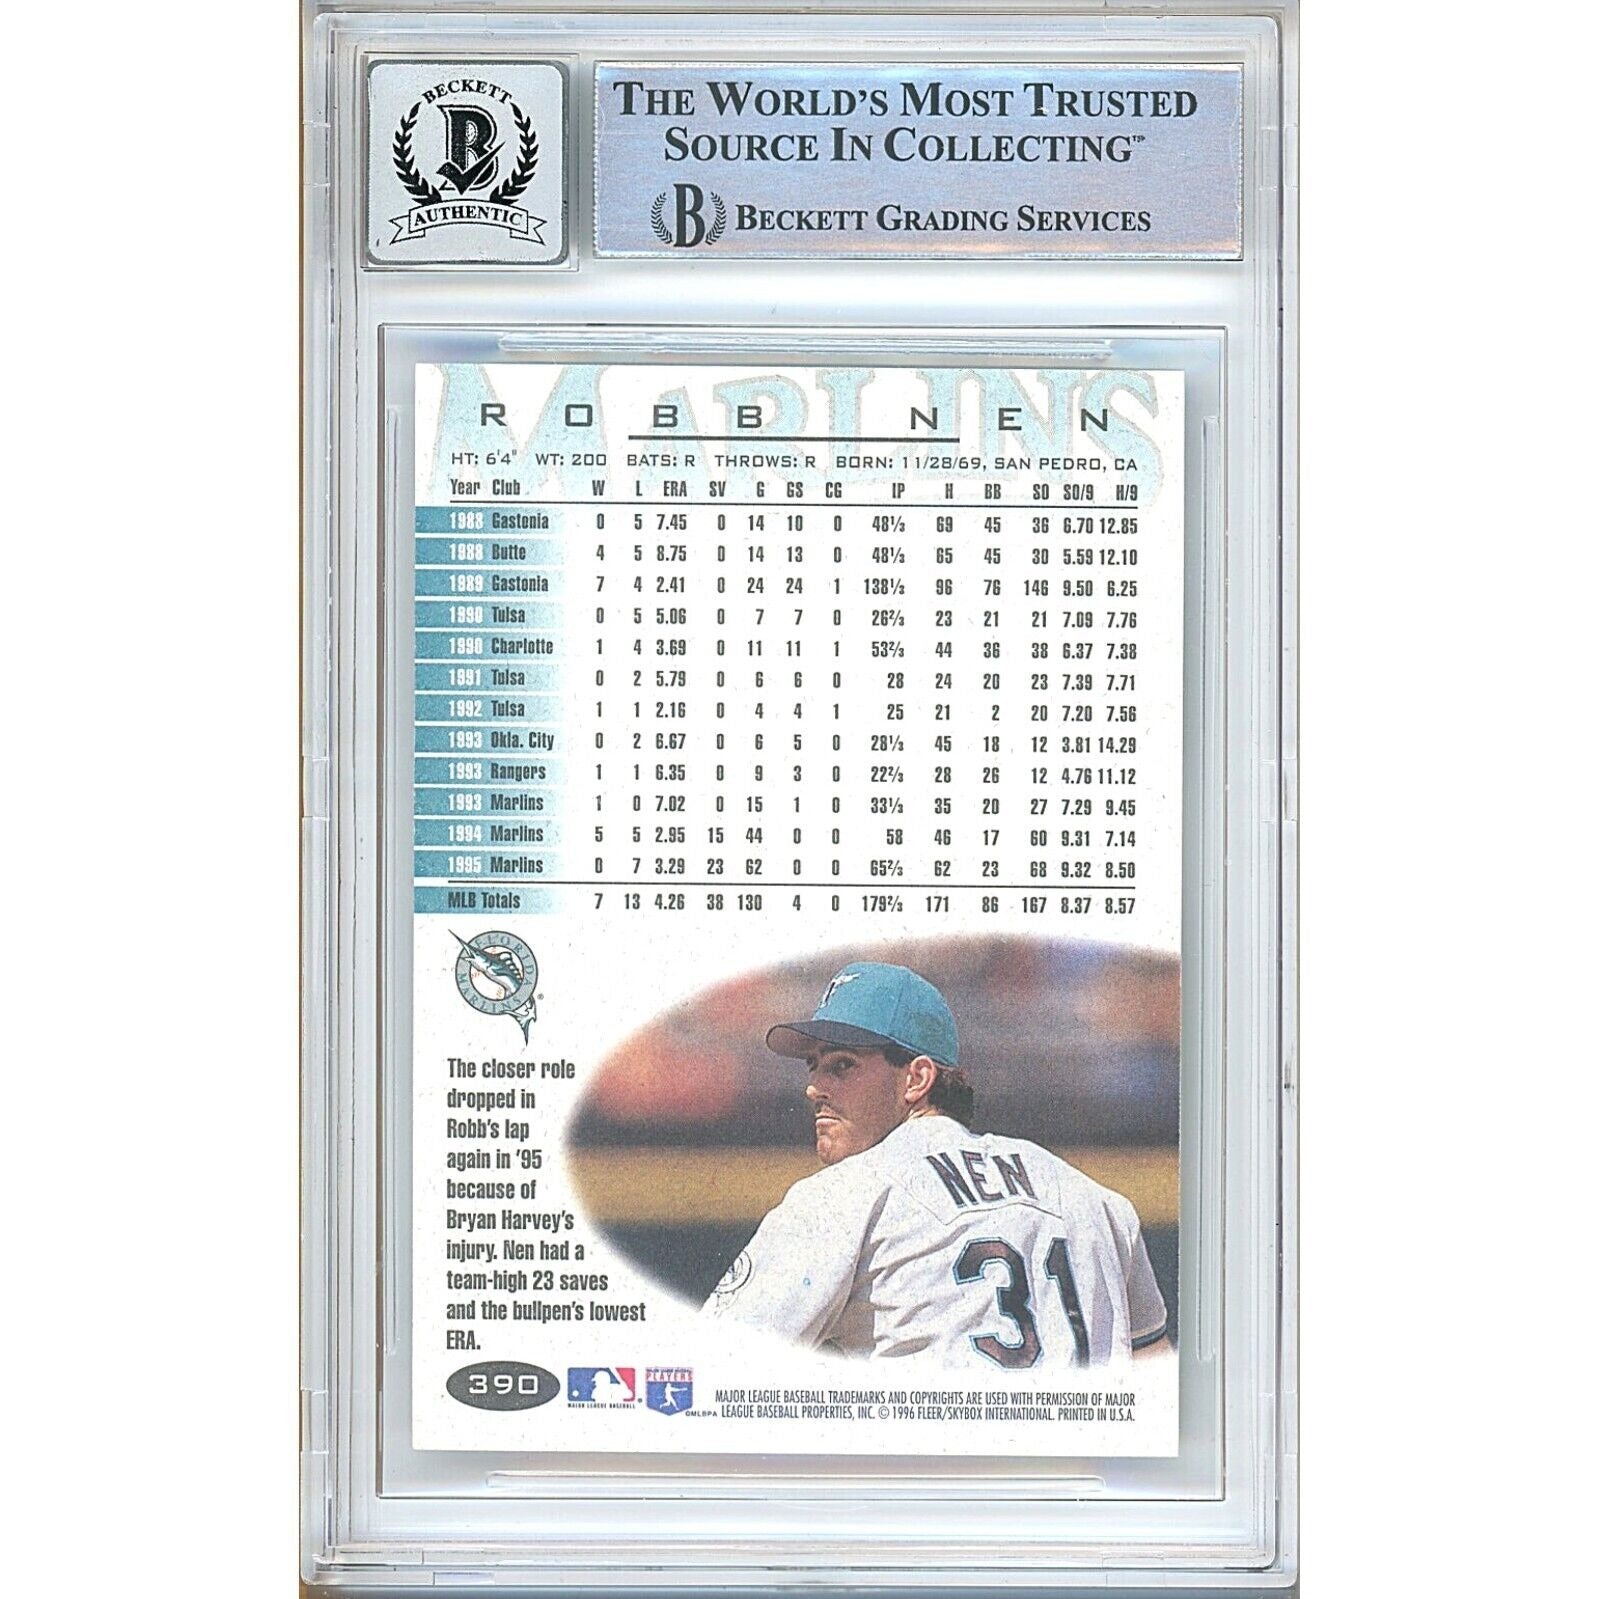 BECKETT
AUTHENTIC
THE WORLD'S MOST TRUSTED
SOURCE IN COLLECTING™
B BECKETT GRADING SERVICES
MARLINS
ROBB NEN
HT: 6'4" WT: 200 BATS: R THROWS: R BORN: 11/28/69, SAN PEDRO, CA
Year Club W L ERA SV G GS CG IP H BB SO SO/9 H/9
1988 Gastonia 0 5 7.45 0 14 10 0 48⅓ 69 45 36 6.70 12.85
1988 Butte 4 5 8.75 0 14 13 0 48⅓ 65 45 30 5.59 12.10
1989 Gastonia 7 4 2.41 0 24 24 1 138⅓ 96 76 146 9.50 6.25
1990 Tulsa 0 5 5.06 0 7 7 0 26⅔ 23 21 21 7.09 7.76
1990 Charlotte 1 4 3.69 0 11 11 1 53⅔ 44 36 38 6.37 7.38
1991 Tulsa 0 2 5.79 0 6 6 0 28 24 20 23 7.39 7.71
1992 Tulsa 1 1 2.16 0 4 4 1 25 21 2 20 7.20 7.56
1993 Okla. City 0 2 6.67 0 6 5 0 28⅓ 45 18 12 3.81 14.29
1993 Rangers 1 1 6.35 0 9 3 0 22⅔ 28 26 12 4.76 11.12
1993 Marlins 1 0 7.02 0 15 1 0 33⅓ 35 20 27 7.29 9.45
1994 Marlins 5 5 2.95 15 44 0 0 58 46 17 60 9.31 7.14
1995 Marlins 0 7 3.29 23 62 0 0 65⅔ 62 23 68 9.32 8.50
MLB Totals 7 13 4.26 38 130 4 0 179⅔ 171 86 167 8.37 8.57
FLORIDA
MARLINS
®
The closer role
dropped in
Robb's lap
again in '95
because of
Bryan Harvey's
injury. Nen had a
team-high 23 saves
and the bullpen's lowest
ERA.
NEN
31
390
MAJOR LEAGUE BASEBALL
MAJOR LEAGUE BASEBALL
PLAYERS
©MLBPA
MAJOR LEAGUE BASEBALL TRADEMARKS AND COPYRIGHTS ARE USED WITH PERMISSION OF MAJOR
LEAGUE BASEBALL PROPERTIES, INC. © 1996 FLEER/SKYBOX INTERNATIONAL. PRINTED IN U.S.A.